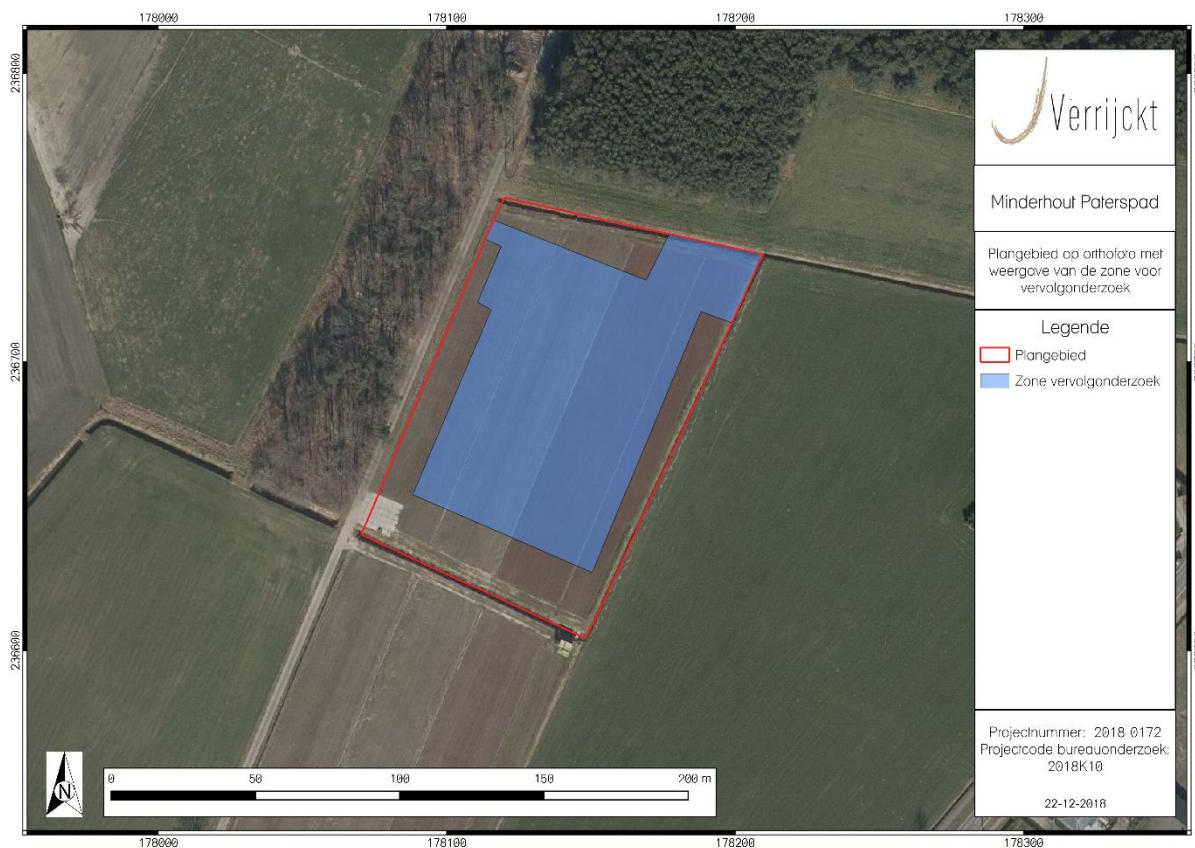 178000 178100 178200 178300
236800
236700
236600
Verrijckt
Minderhout Paterspad
Plangebied op orthofoto met
weergave van de zone voor
vervolgonderzoek
Legende
Plangebied
Zone vervolgonderzoek
Projectnummer: 2018 0172
Projectcode bureauonderzoek:
2018K10
22-12-2018
N
0 50 100 150 200 m
178000 178100 178200 178300